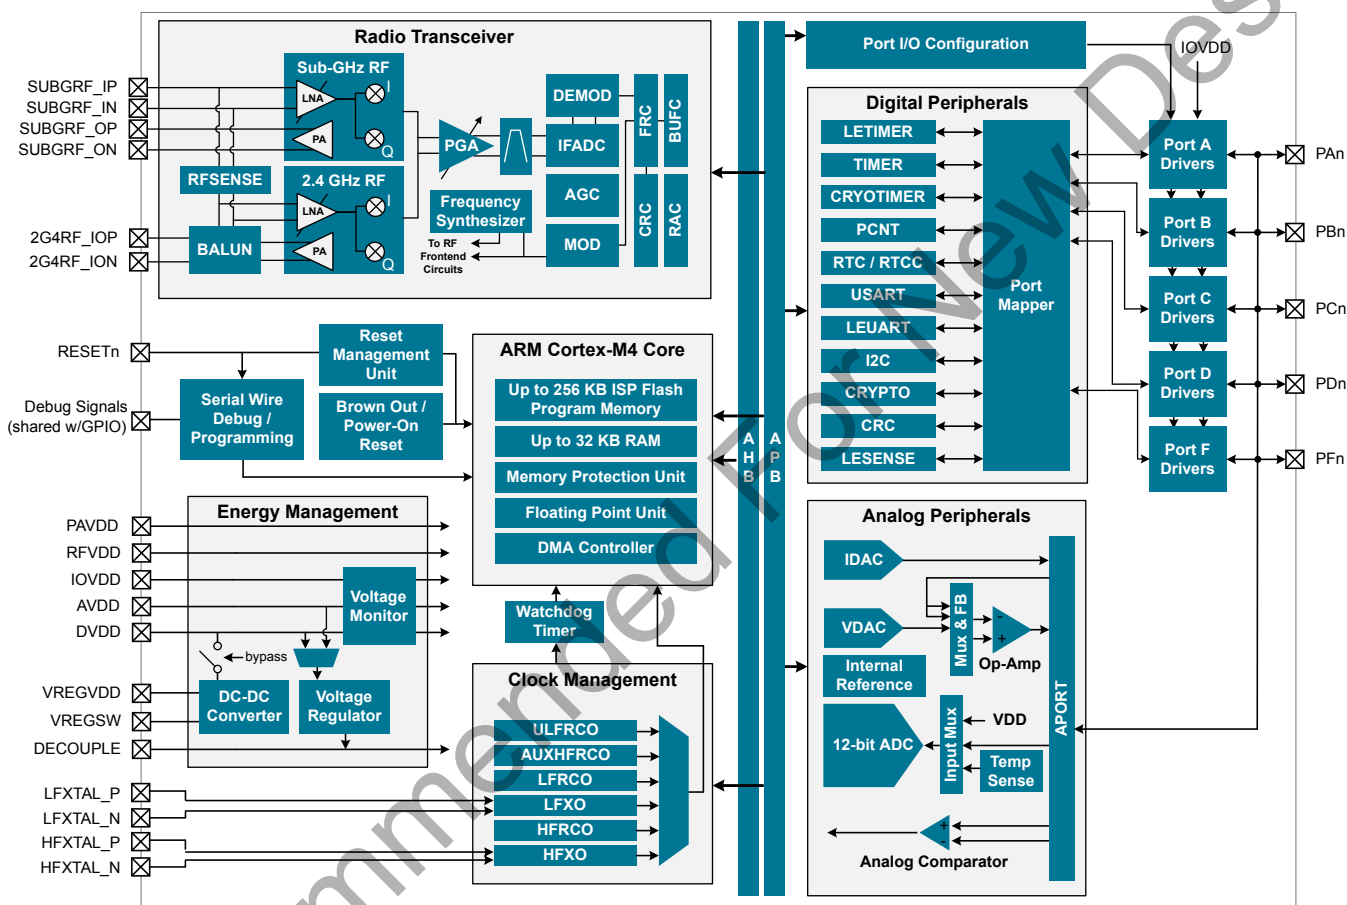 Radio Transceiver
Sub-GHz RF
LNA
I
PA
Q
SUBGRF_IP
SUBGRF_IN
SUBGRF_OP
SUBGRF_ON
RFSENSE
2.4 GHz RF
LNA
I
PA
Q
2G4RF_IOP
2G4RF_ION
BALUN
PGA
DEMOD
IFADC
AGC
MOD
FRC
BUFC
CRC
RAC
Frequency
Synthesizer
To RF
Frontend
Circuits
Port I/O Configuration
IOVDD
Digital Peripherals
LETIMER
TIMER
CRYOTIMER
PCNT
RTC / RTCC
USART
LEUART
I2C
CRYPTO
CRC
LESENSE
Port
Mapper
Port A
Drivers
Port B
Drivers
Port C
Drivers
Port D
Drivers
Port F
Drivers
PAn
PBn
PCn
PDn
PFn
RESETn
Debug Signals
(shared w/GPIO)
Serial Wire
Debug /
Programming
Reset
Management
Unit
Brown Out /
Power-On
Reset
ARM Cortex-M4 Core
Up to 256 KB ISP Flash
Program Memory
Up to 32 KB RAM
Memory Protection Unit
Floating Point Unit
DMA Controller
A
H
B
A
P
B
Watchdog
Timer
Energy Management
PAVDD
RFVDD
IOVDD
AVDD
DVDD
VREGVDD
VREGSW
DECOUPLE
Voltage
Monitor
bypass
DC-DC
Converter
Voltage
Regulator
Clock Management
ULFRCO
AUXHFRCO
LFRCO
LFXO
HFRCO
HFXO
LFXTAL_P
LFXTAL_N
HFXTAL_P
HFXTAL_N
Analog Peripherals
IDAC
VDAC
Mux & FB
-
+
Op-Amp
Internal
Reference
12-bit ADC
Input Mux
VDD
Temp
Sense
APORT
+
-
Analog Comparator
mmended For New Des